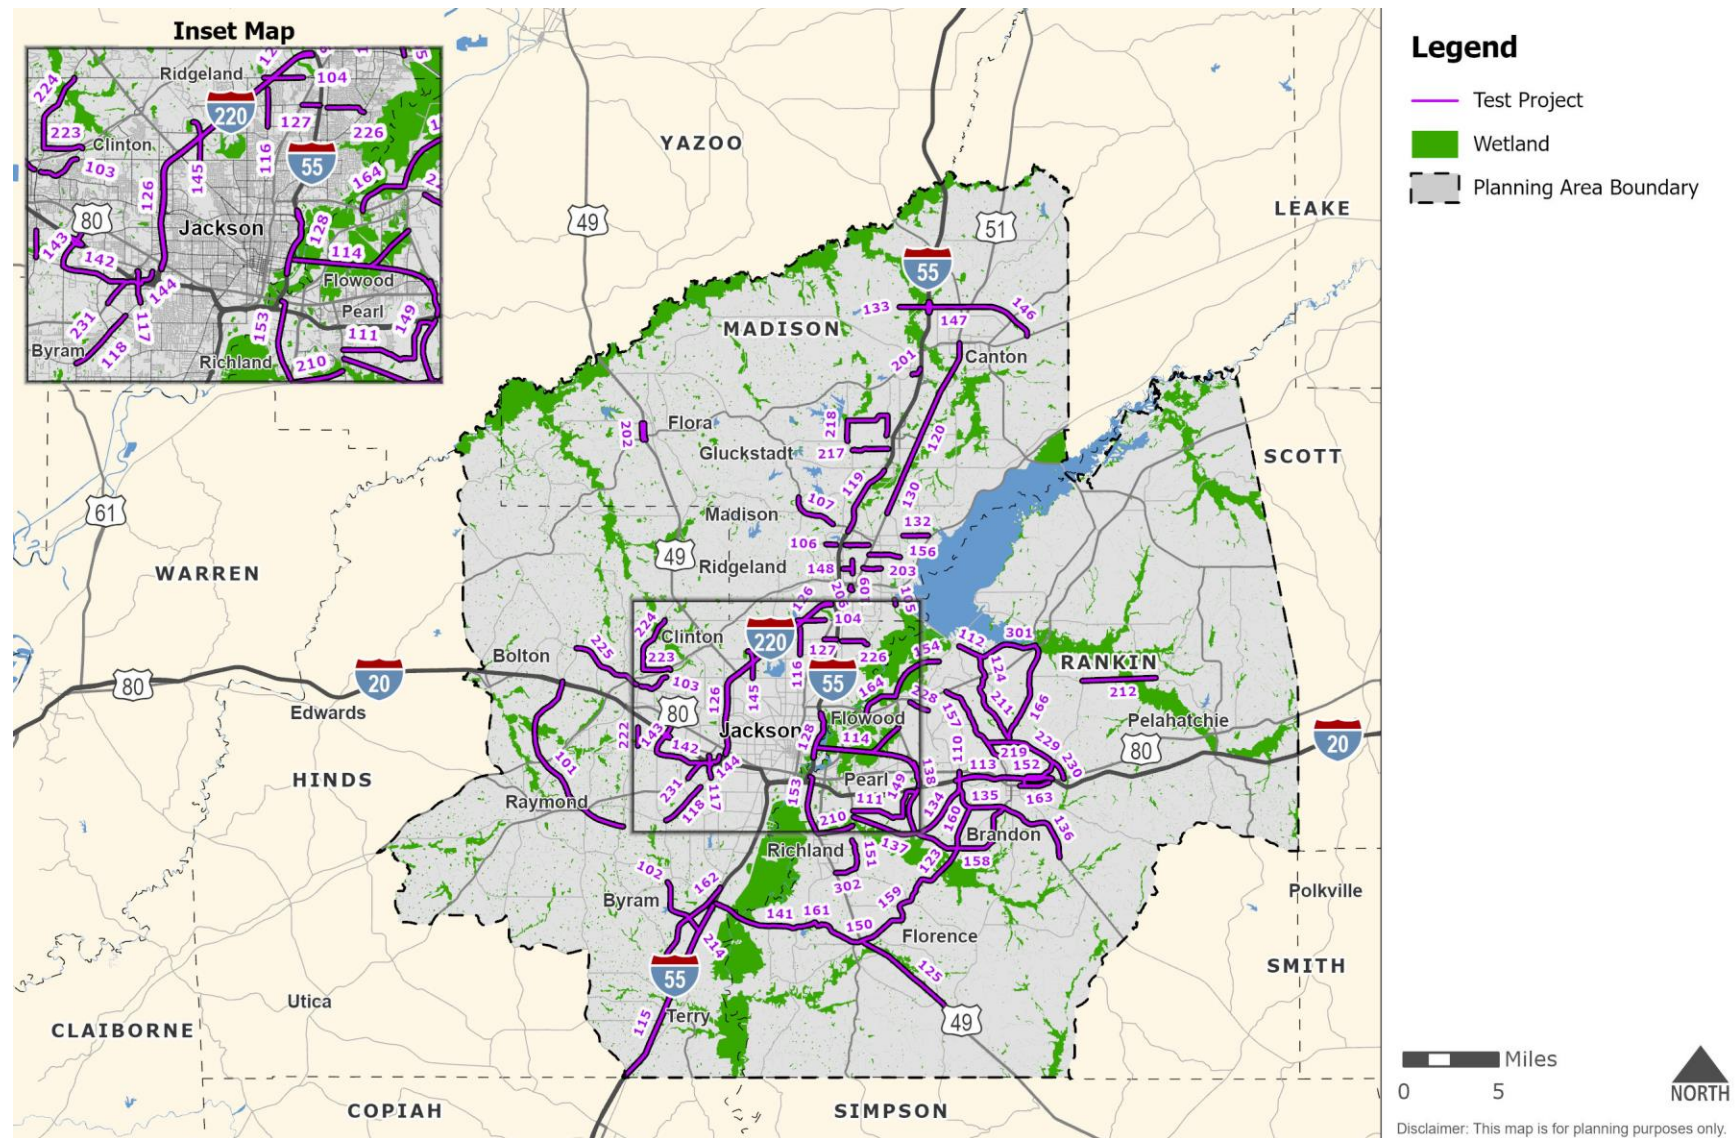 Inset Map
Ridgeland
104
224
220
127
226
223
Clinton
103
145
116
55
164
126
80
Jackson
128
143
142
114
Flowood
144
Pearl
149
231
117
153
111
118
Byram
Richland
210
YAZOO
49
51
LEAKE
55
133
146
147
MADISON
Canton
201
218
Flora
202
120
217
Gluckstadt
SCOTT
119
130
107
61
Madison
132
106
156
49
Ridgeland
148
203
WARREN
206
109
105
126
104
224
Clinton
220
112
301
225
127
226
154
Bolton
223
116
RANKIN
55
20
103
145
164
124
212
80
126
228
211
166
Edwards
80
Flowood
157
Pelahatchie
222
143
Jackson
128
114
110
229
80
20
142
219
101
144
113
152
230
HINDS
Pearl
138
231
117
153
149
163
Raymond
118
111
134
135
210
160
Brandon
136
Richland
137
151
123
158
102
162
302
Polkville
Byram
159
141
161
150
214
Florence
125
SMITH
55
Utica
115
Terry
49
CLAIBORNE
COPIAH
SIMPSON
Legend
Test Project
Wetland
Planning Area Boundary
Miles
0
5
NORTH
Disclaimer: This map is for planning purposes only.